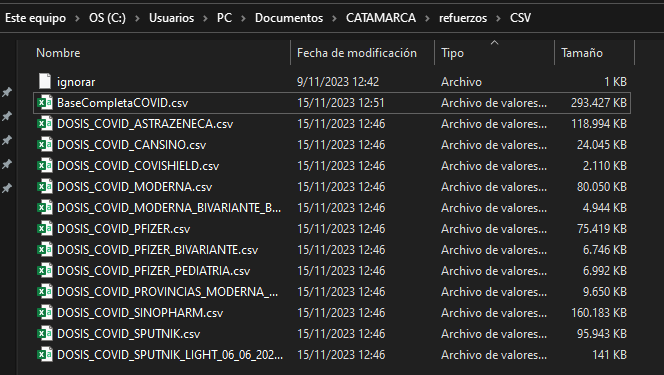 Este equipo > OS (C:) > Usuarios > PC > Documentos > CATAMARCA > refuerzos > CSV
Nombre Fecha de modificación Tipo Tamaño
ignorar 9/11/2023 12:42 Archivo 1 KB
BaseCompletaCOVID.csv 15/11/2023 12:51 Archivo de valores... 293.427 KB
DOSIS_COVID_ASTRAZENECA.csv 15/11/2023 12:46 Archivo de valores... 118.994 KB
DOSIS_COVID_CANSINO.csv 15/11/2023 12:46 Archivo de valores... 24.045 KB
DOSIS_COVID_COVISHIELD.csv 15/11/2023 12:46 Archivo de valores... 2.110 KB
DOSIS_COVID_MODERNA.csv 15/11/2023 12:46 Archivo de valores... 80.050 KB
DOSIS_COVID_MODERNA_BIVARIANTE_B... 15/11/2023 12:46 Archivo de valores... 4.944 KB
DOSIS_COVID_PFIZER.csv 15/11/2023 12:46 Archivo de valores... 75.419 KB
DOSIS_COVID_PFIZER_BIVARIANTE.csv 15/11/2023 12:46 Archivo de valores... 6.746 KB
DOSIS_COVID_PFIZER_PEDIATRIA.csv 15/11/2023 12:46 Archivo de valores... 6.992 KB
DOSIS_COVID_PROVINCIAS_MODERNA_... 15/11/2023 12:46 Archivo de valores... 9.650 KB
DOSIS_COVID_SINOPHARM.csv 15/11/2023 12:46 Archivo de valores... 160.183 KB
DOSIS_COVID_SPUTNIK.csv 15/11/2023 12:46 Archivo de valores... 95.943 KB
DOSIS_COVID_SPUTNIK_LIGHT_06_06_202... 15/11/2023 12:46 Archivo de valores... 141 KB